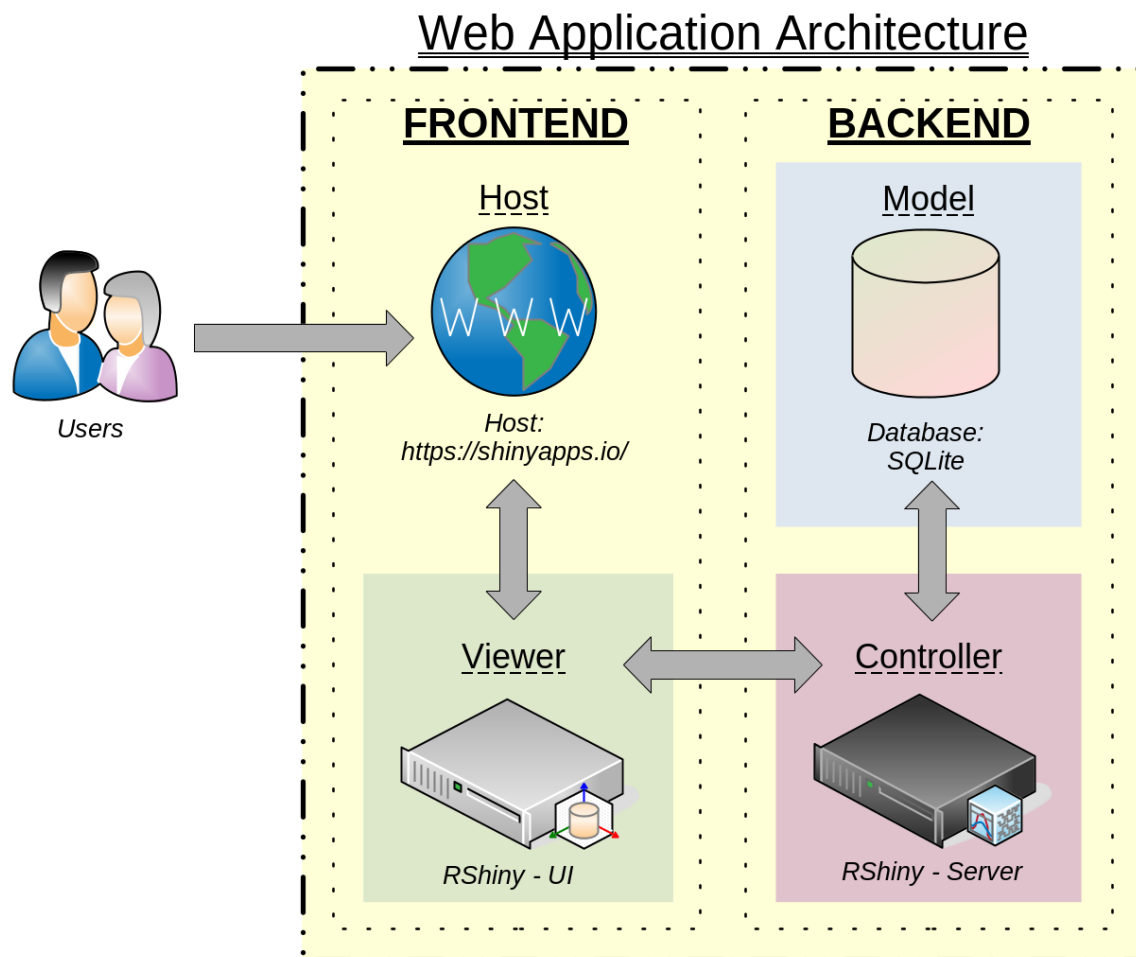 Web Application Architecture
FRONTEND
Host
W W W
Host:
https://shinyapps.io/
Users
Viewer
RShiny - UI
BACKEND
Model
Database:
SQLite
Controller
RShiny - Server